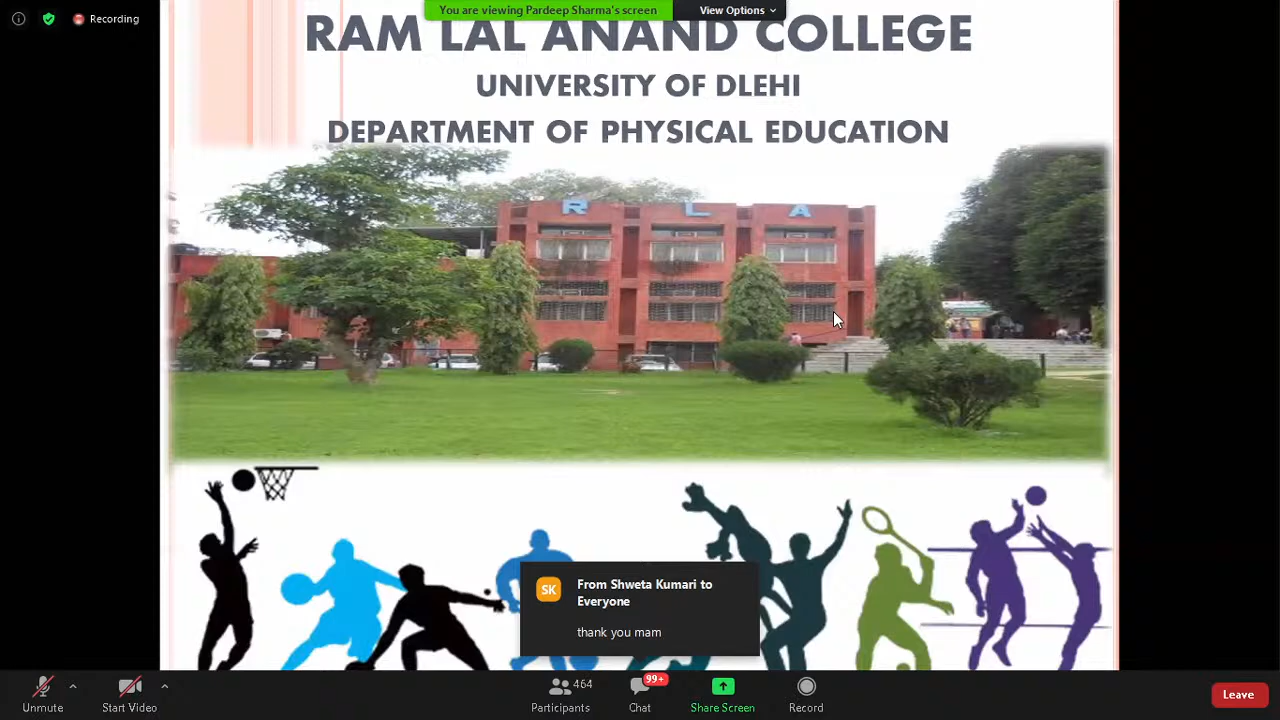 Recording
You are viewing Pardeep Sharma's screen
View Options
RAM LAL ANAND COLLEGE
UNIVERSITY OF DLEHI
DEPARTMENT OF PHYSICAL EDUCATION
R L A
SK
From Shweta Kumari to
Everyone
thank you mam
Unmute
Start Video
464
Participants
99+
Chat
Share Screen
Record
Leave